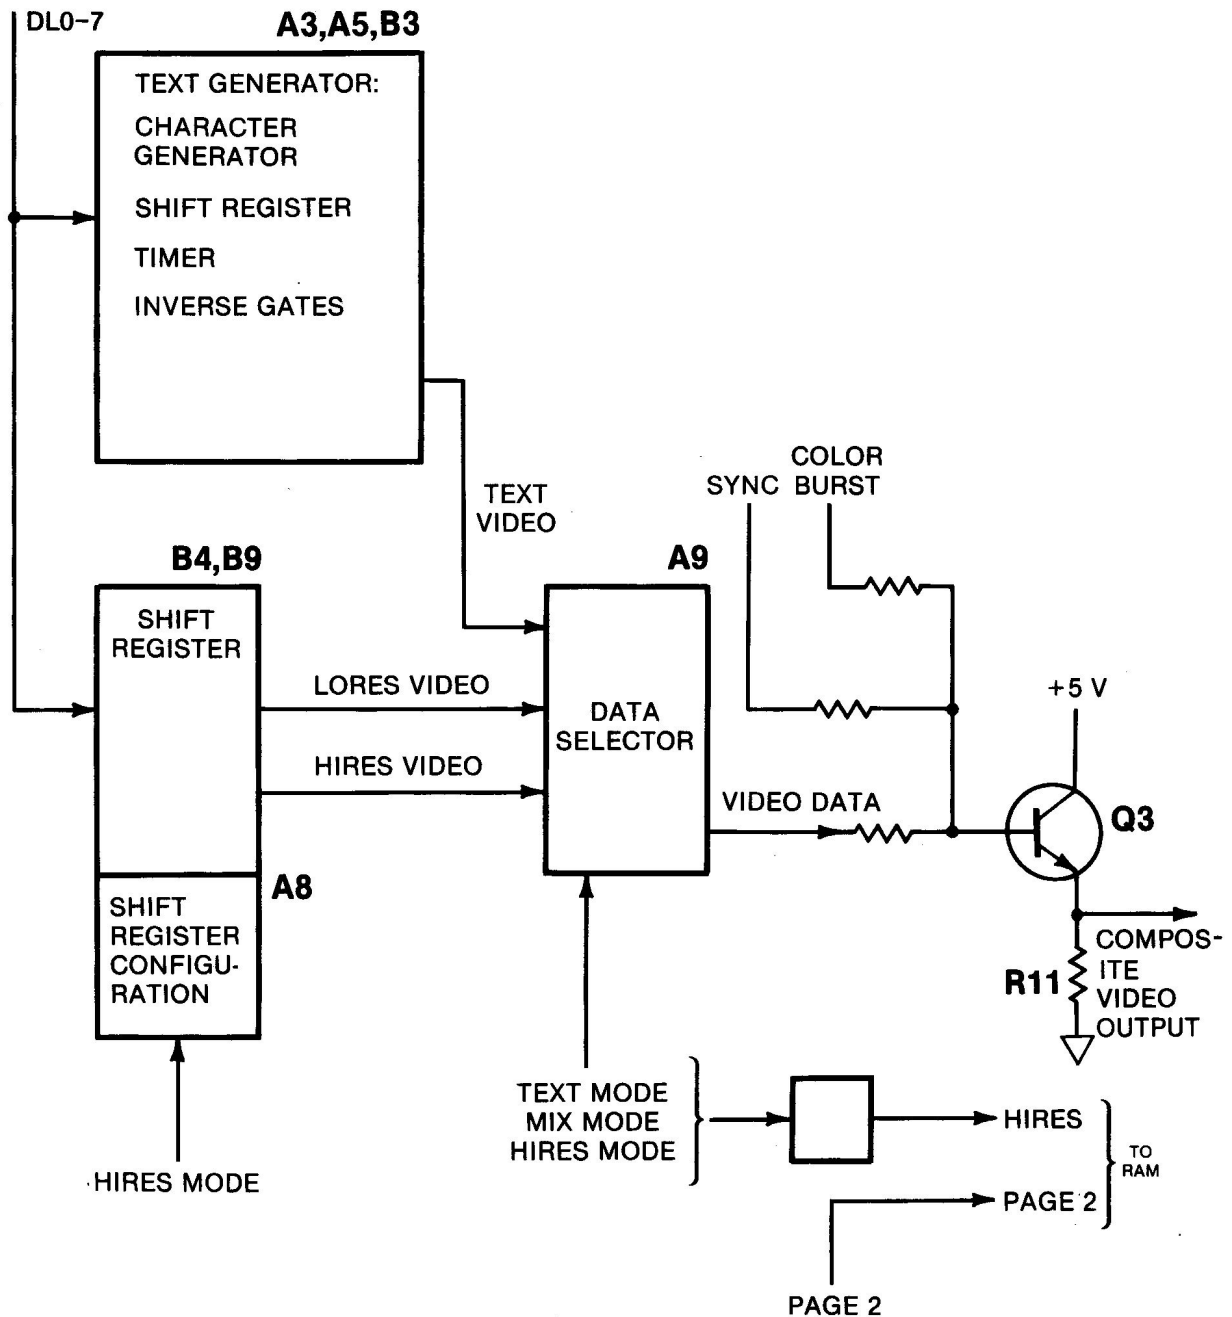 DL0-7
A3,A5,B3
TEXT GENERATOR:
CHARACTER
GENERATOR
SHIFT REGISTER
TIMER
INVERSE GATES
TEXT
VIDEO
COLOR
SYNC BURST
B4,B9
A9
SHIFT
REGISTER
LORES VIDEO
HIRES VIDEO
DATA
SELECTOR
+5 V
VIDEO DATA
Q3
A8
SHIFT
REGISTER
CONFIGU-
RATION
R11
COMPOS-
ITE
VIDEO
OUTPUT
TEXT MODE
MIX MODE
HIRES MODE
HIRES
TO
RAM
HIRES MODE
PAGE 2
PAGE 2